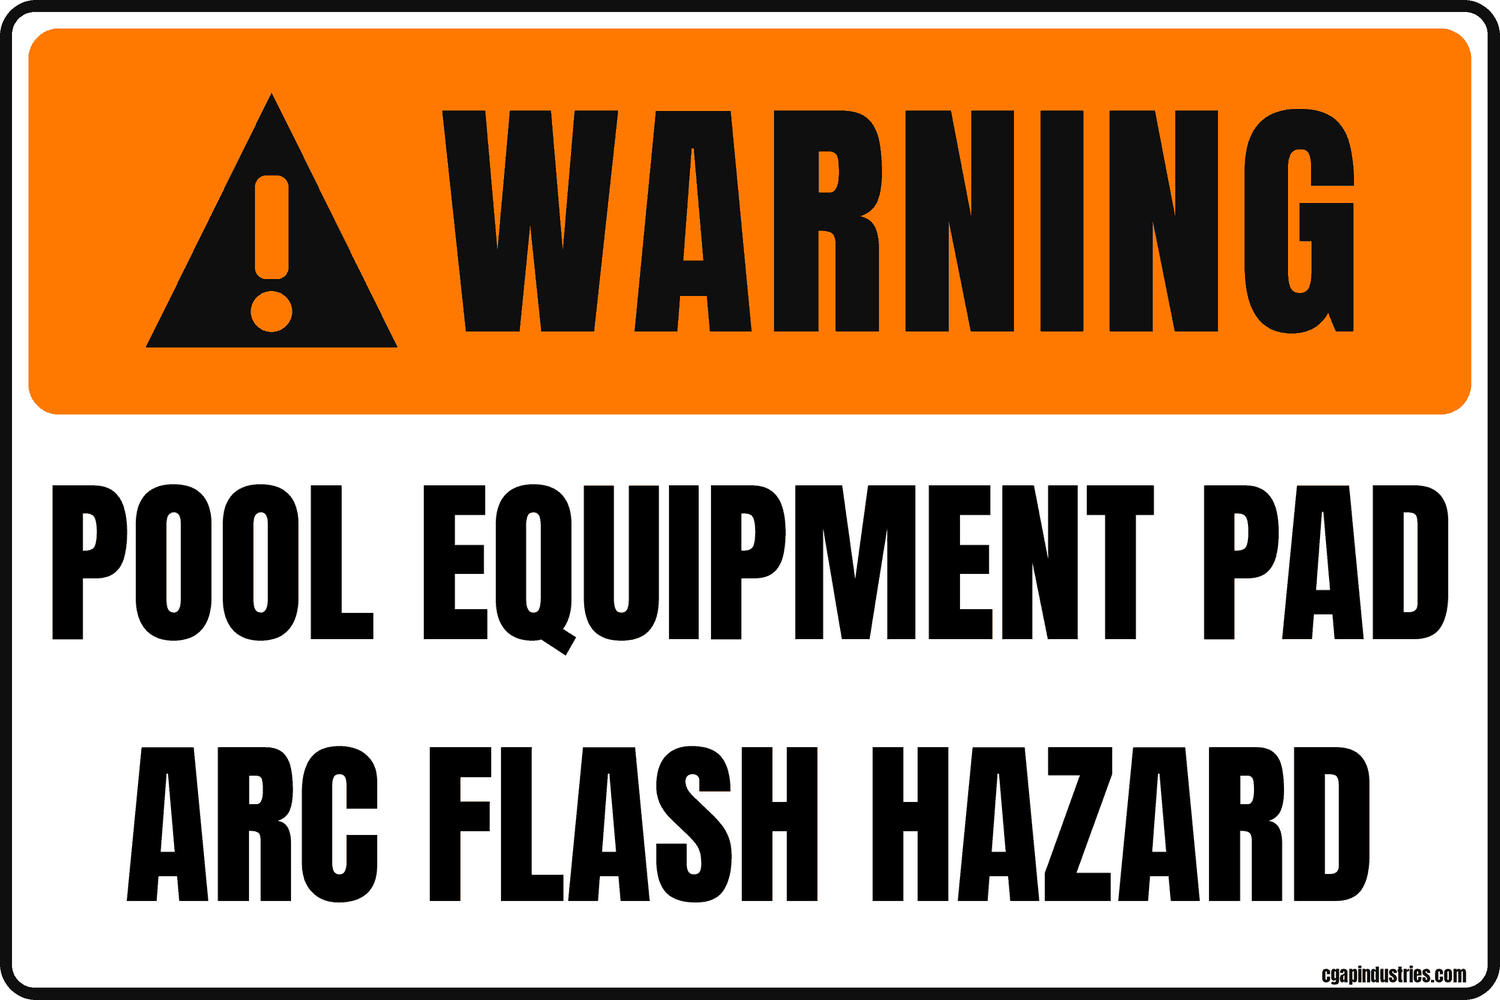 WARNING
POOL EQUIPMENT PAD
ARC FLASH HAZARD
cgapindustries.com